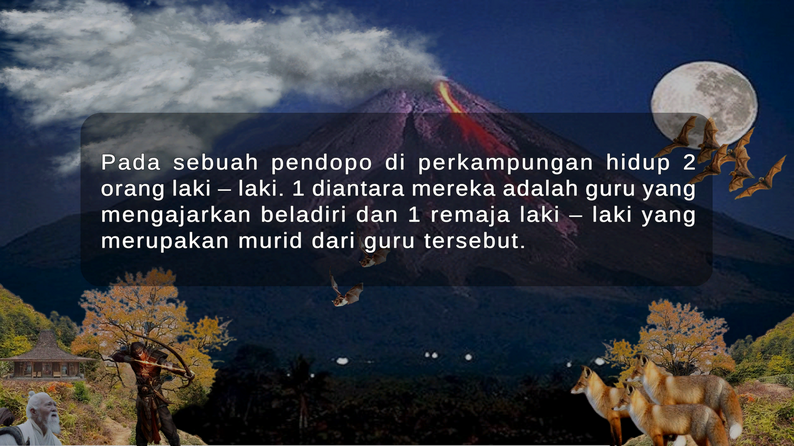 Pada sebuah pendopo di perkampungan hidup 2
orang laki – laki. 1 diantara mereka adalah guru yang
mengajarkan beladiri dan 1 remaja laki – laki yang
merupakan murid dari guru tersebut.